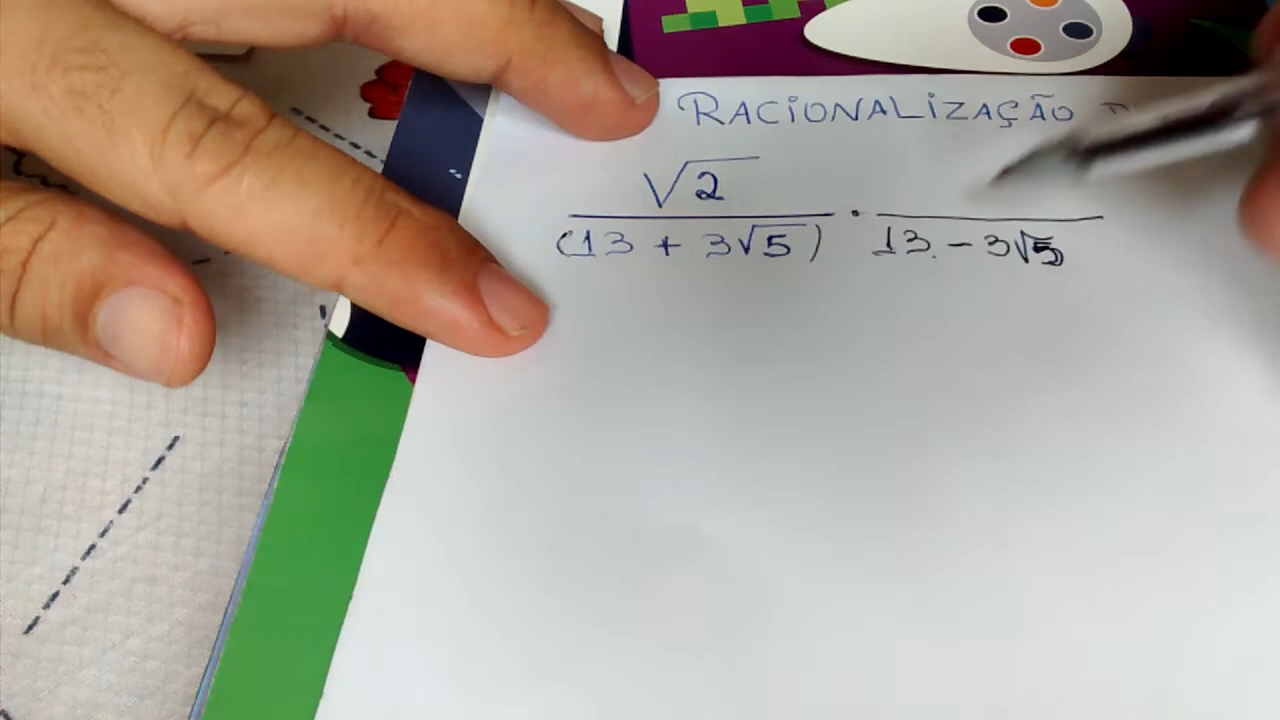 RACIONALIZAÇÃO
√2
(13 + 3√5) · 13 - 3√5